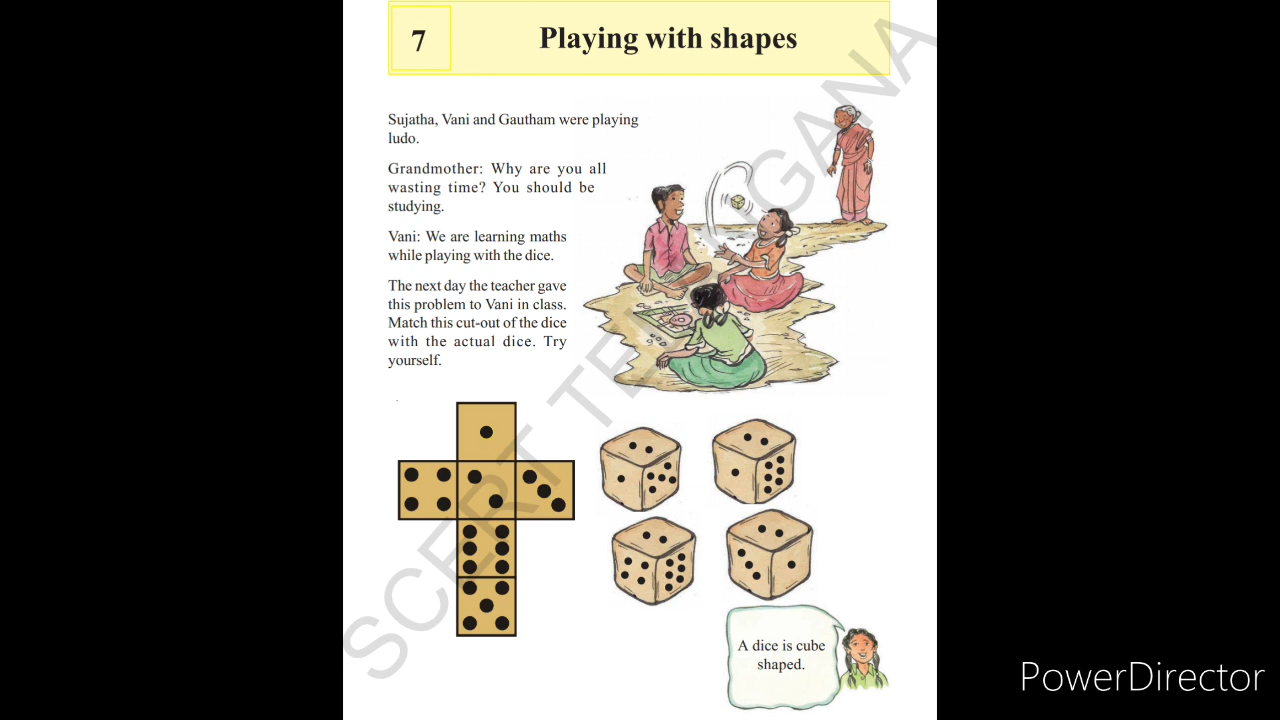 7
Playing with shapes
Sujatha, Vani and Gautham were playing
ludo.
Grandmother: Why are you all
wasting time? You should be
studying.
Vani: We are learning maths
while playing with the dice.
The next day the teacher gave
this problem to Vani in class.
Match this cut-out of the dice
with the actual dice. Try
yourself.
A dice is cube
shaped.
SCERT TELANGANA
PowerDirector